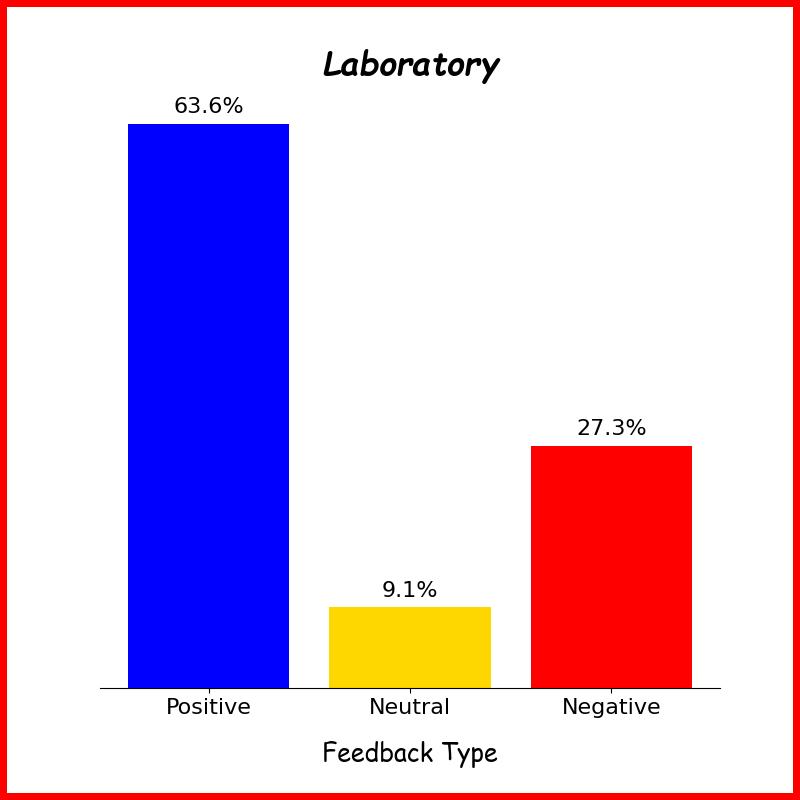 Laboratory
63.6%
27.3%
9.1%
Positive Neutral Negative
Feedback Type